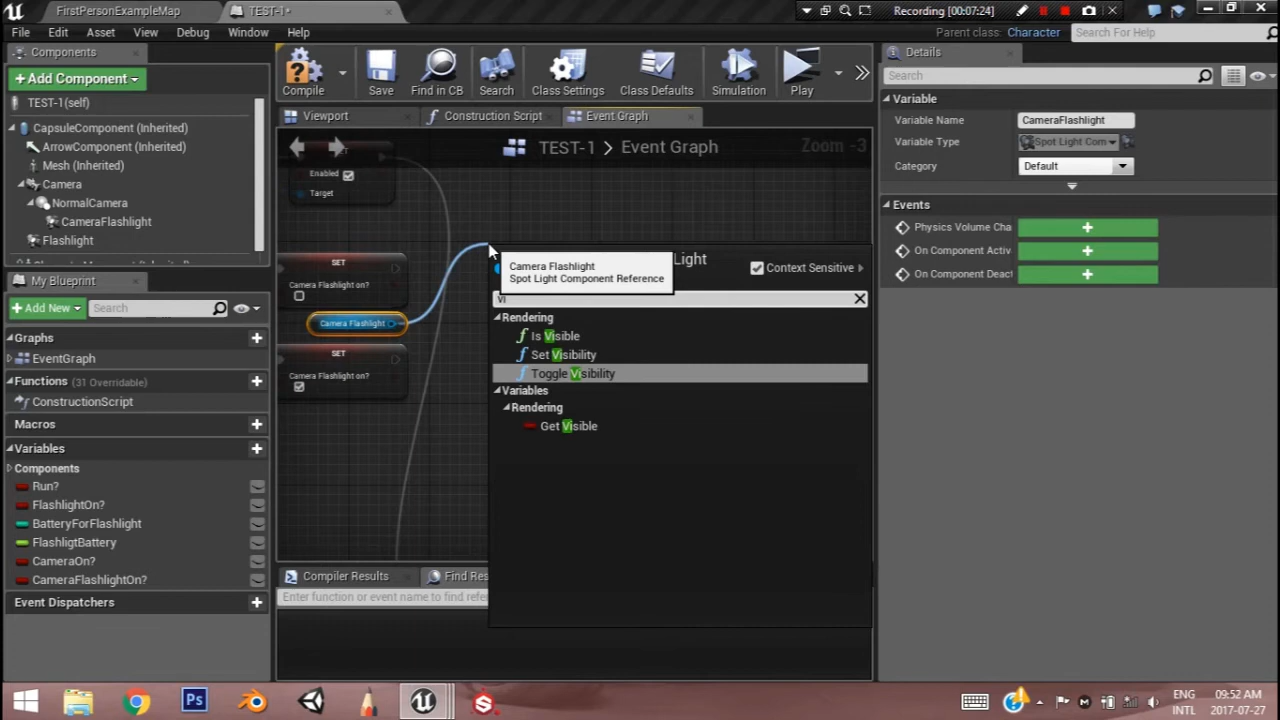 FirstPersonExampleMap
TEST-1*
Recording [00:07:24]
File Edit Asset View Debug Window Help
Parent class: Character
Search For Help
Components
Add Component
TEST-1(self)
CapsuleComponent (Inherited)
ArrowComponent (Inherited)
Mesh (Inherited)
Camera
NormalCamera
CameraFlashlight
Flashlight
My Blueprint
Add New
Search
Graphs
EventGraph
Functions (31 Overridable)
ConstructionScript
Macros
Variables
Components
Run?
FlashlightOn?
BatteryForFlashlight
FlashligtBattery
CameraOn?
CameraFlashlightOn?
Event Dispatchers
Compile
Save
Find in CB
Search
Class Settings
Class Defaults
Simulation
Play
Viewport
Construction Script
Event Graph
TEST-1 > Event Graph
Zoom -3
Enabled
Target
SET
Camera Flashlight on?
Camera Flashlight
SET
Camera Flashlight on?
Camera Flashlight
Spot Light Component Reference
Light
Context Sensitive
vi
Rendering
Is Visible
Set Visibility
Toggle Visibility
Variables
Rendering
Get Visible
Compiler Results
Find Res
Enter function or event name to find refer
Details
Search
Variable
Variable Name
CameraFlashlight
Variable Type
Spot Light Com
Category
Default
Events
Physics Volume Cha
On Component Activ
On Component Deact
Ps
ENG
INTL
09:52 AM
2017-07-27